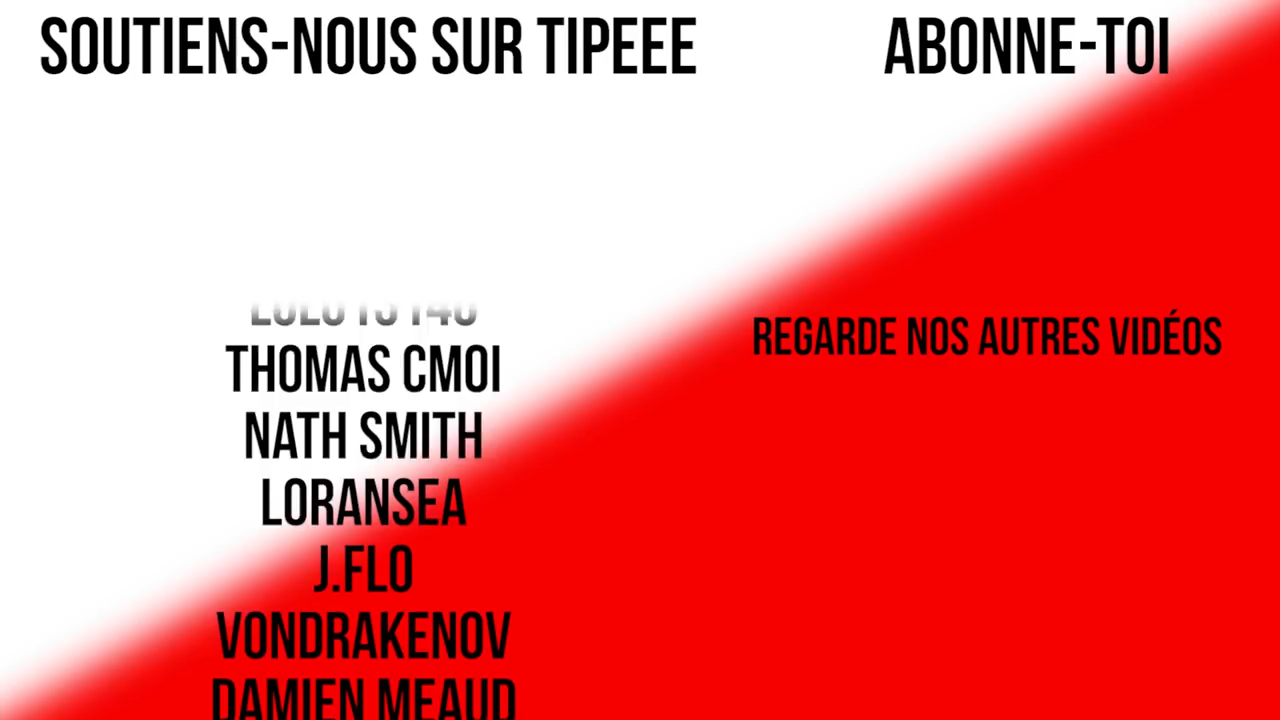 SOUTIENS-NOUS SUR TIPEEE
ABONNE-TOI
REGARDE NOS AUTRES VIDÉOS
THOMAS CMOI
NATH SMITH
LORANSEA
J.FLO
VONDRAKENOV
DAMIEN MEAUD